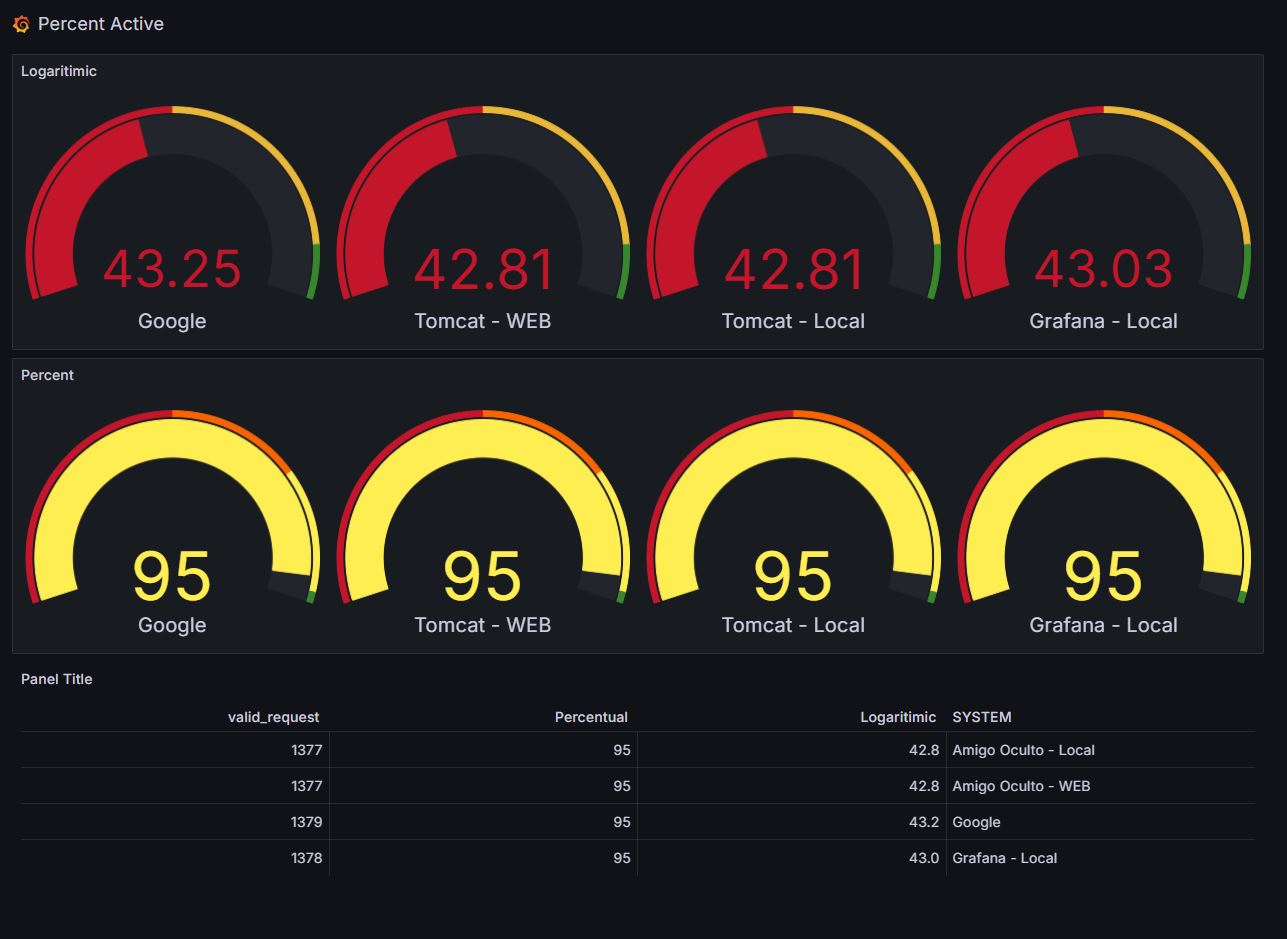 Percent Active
Logaritimic
43.25 42.81 42.81 43.03
Google Tomcat - WEB Tomcat - Local Grafana - Local
Percent
95 95 95 95
Google Tomcat - WEB Tomcat - Local Grafana - Local
Panel Title
valid_request Percentual Logaritimic SYSTEM
1377 95 42.8 Amigo Oculto - Local
1377 95 42.8 Amigo Oculto - WEB
1379 95 43.2 Google
1378 95 43.0 Grafana - Local